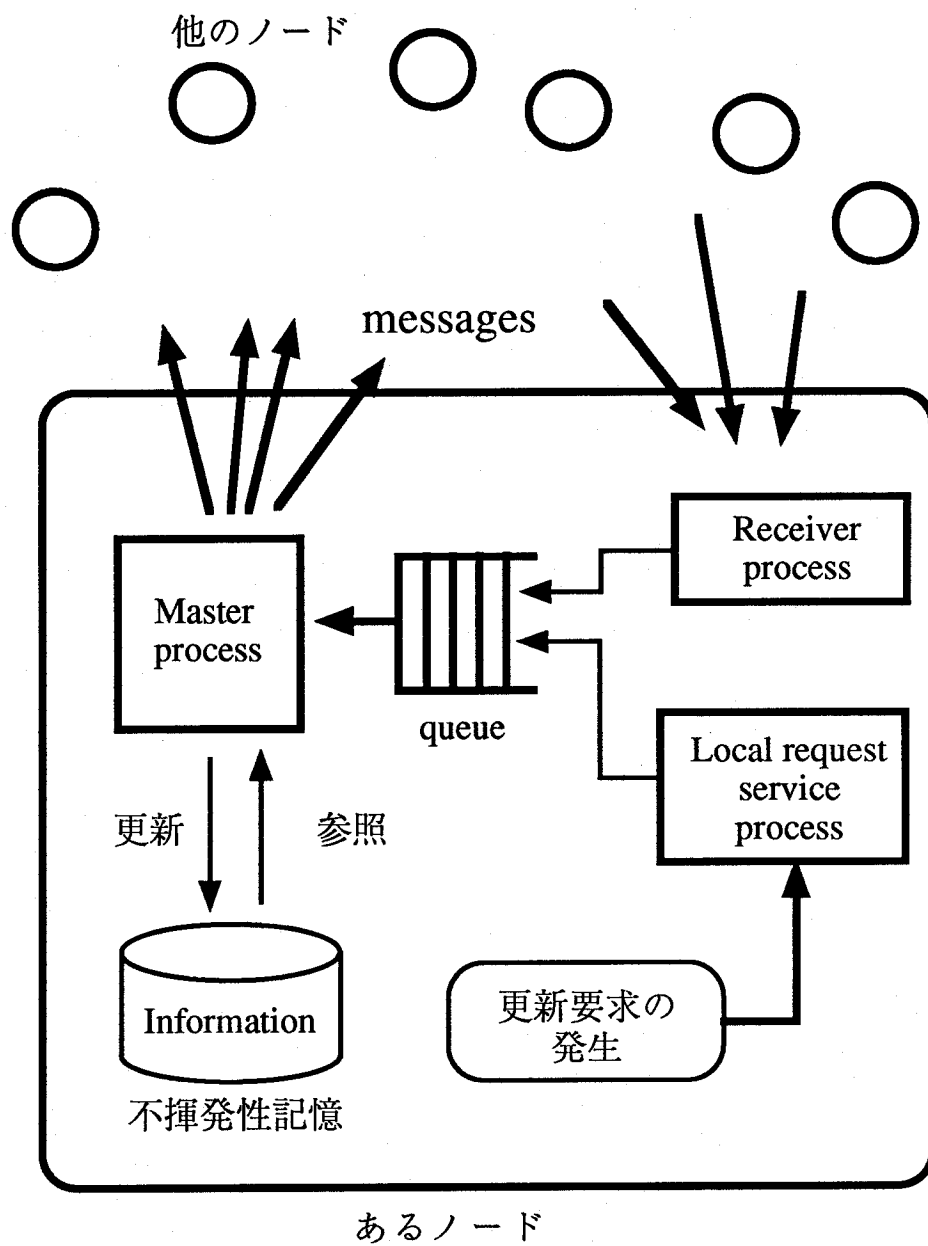 他のノード
messages
Receiver
process
Master
process
queue
Local request
service
process
更新
参照
Information
更新要求の
発生
不揮発性記憶
あるノード